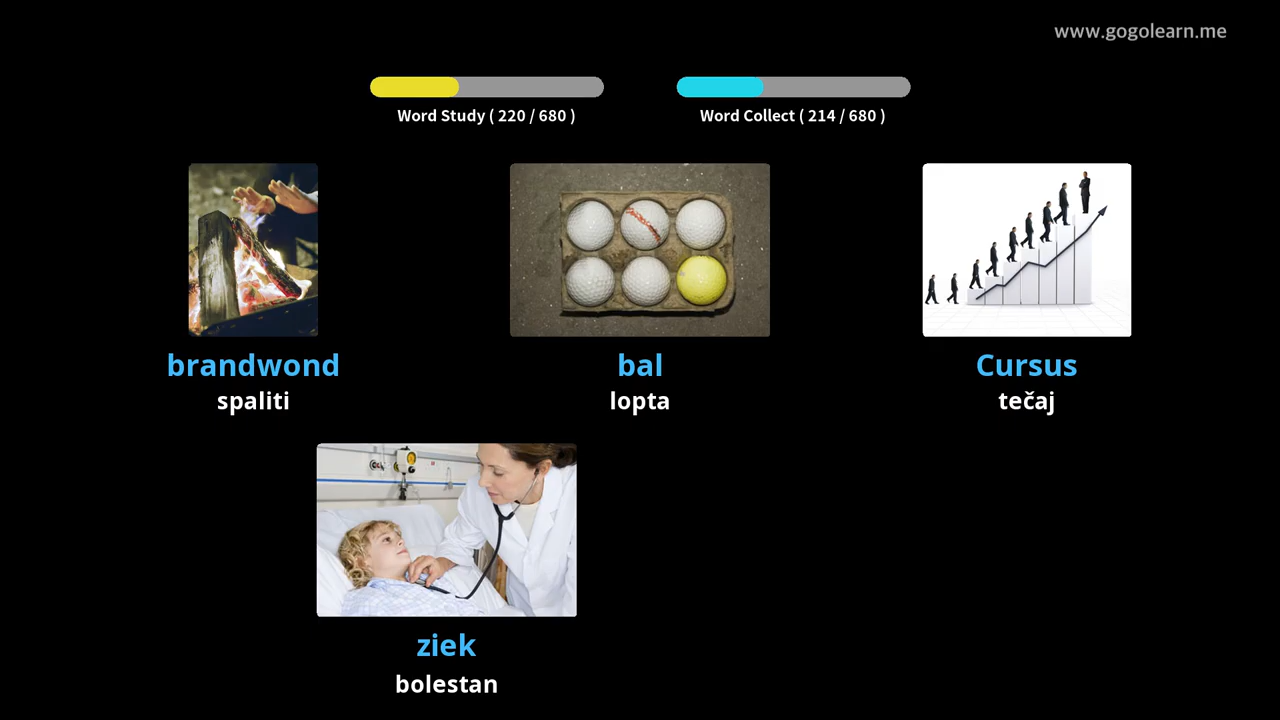 www.gogolearn.me
Word Study ( 220 / 680 )
Word Collect ( 214 / 680 )
brandwond
spaliti
bal
lopta
Cursus
tečaj
ziek
bolestan